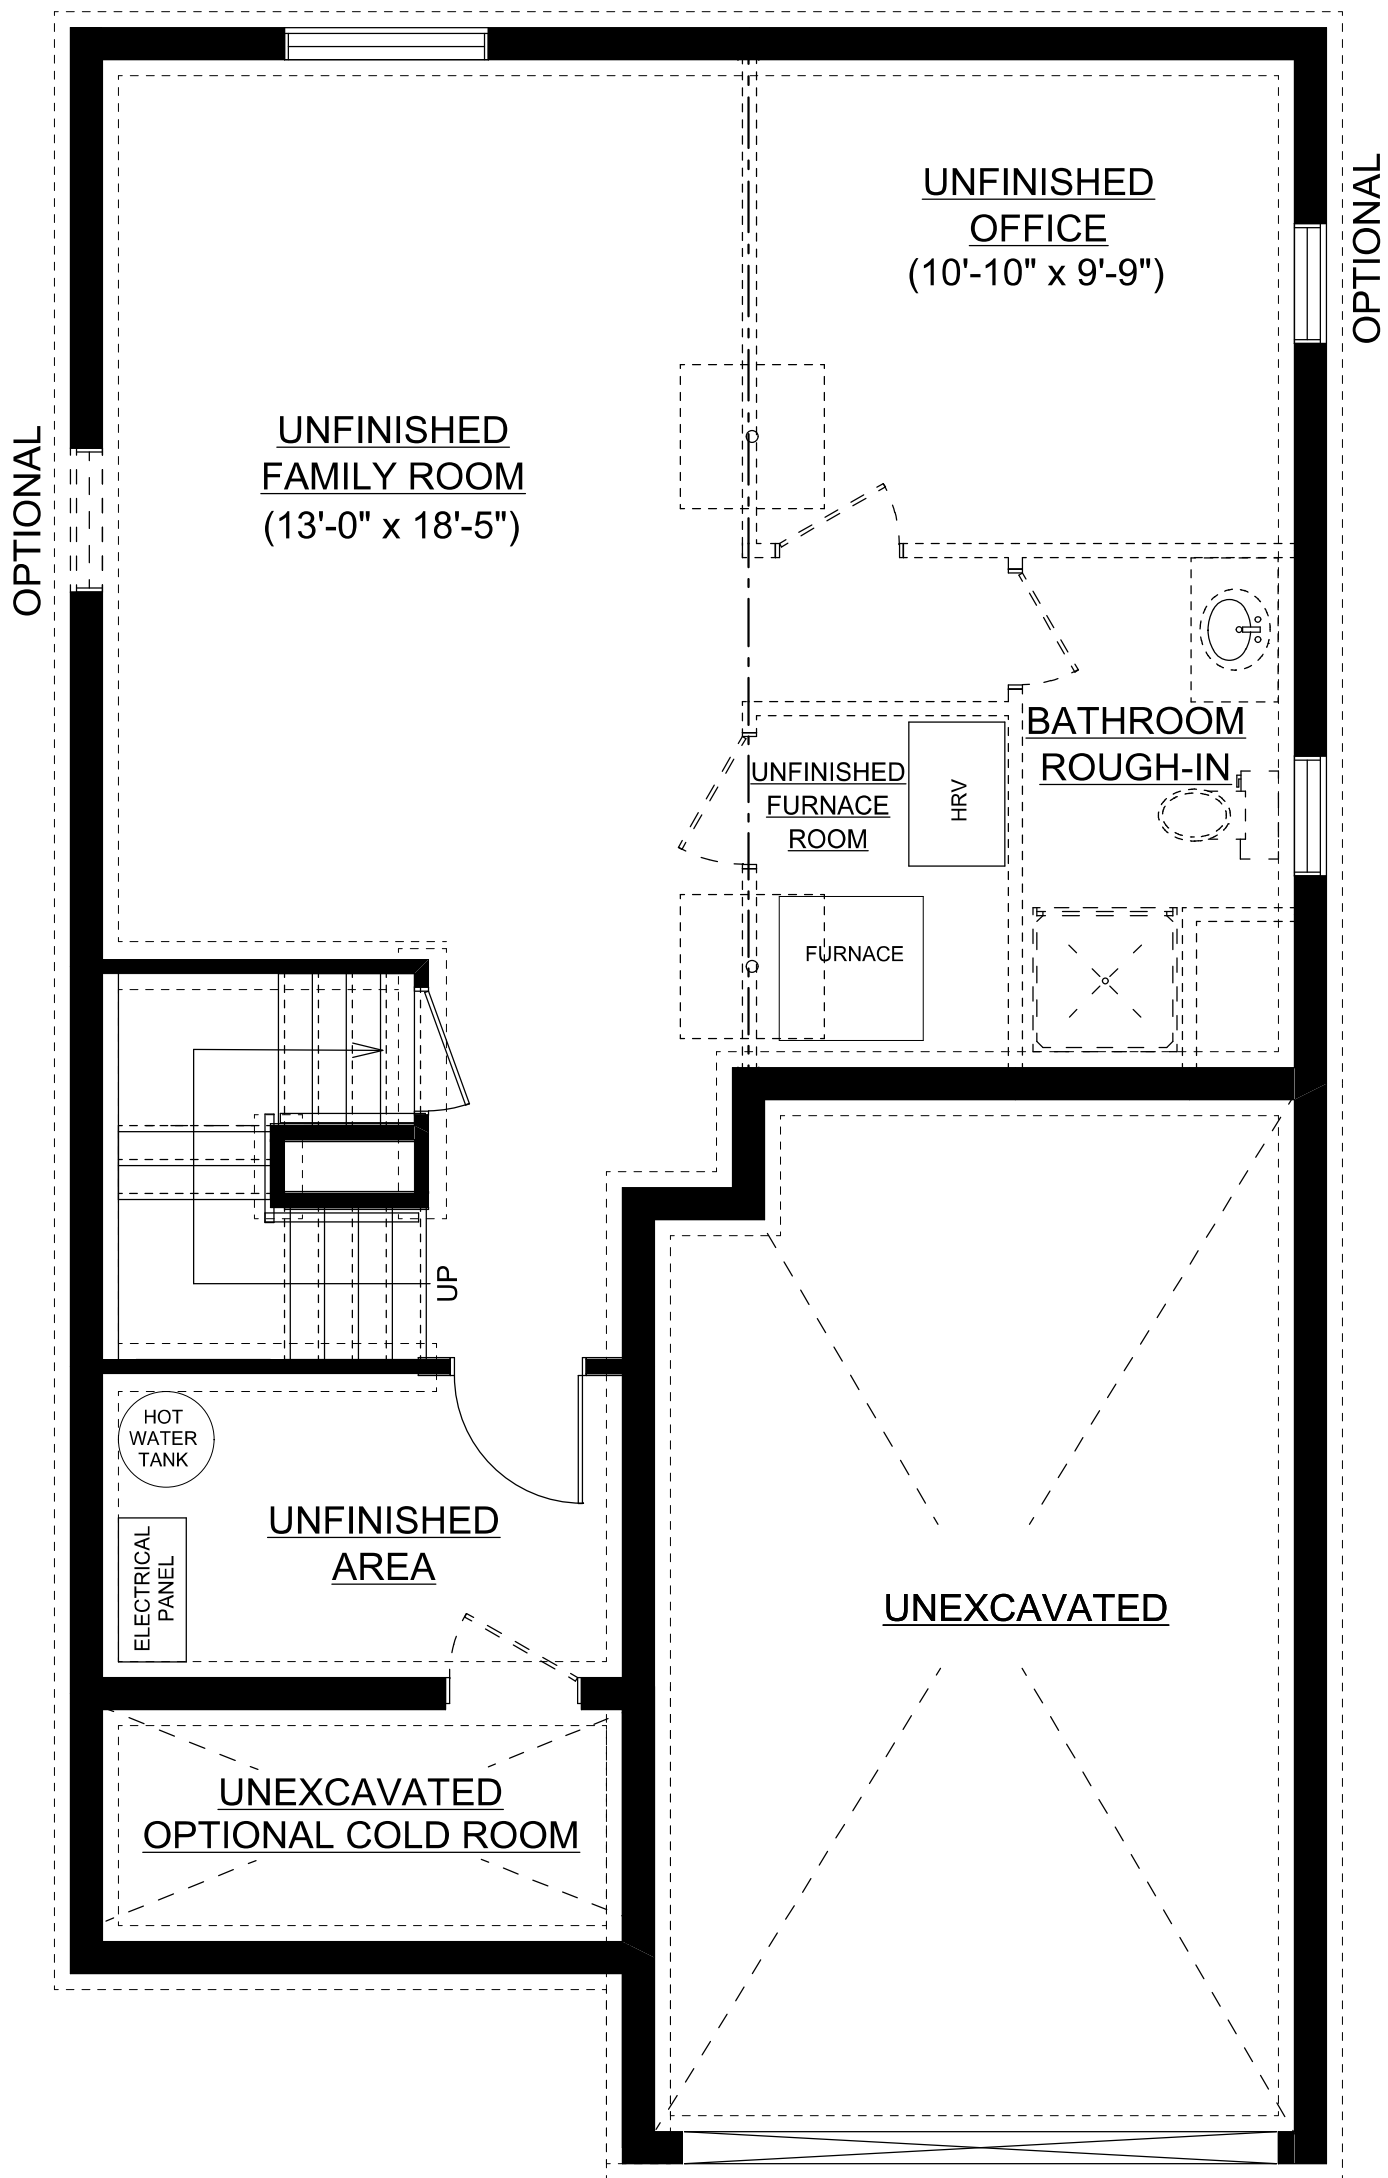 UNFINISHED
OFFICE
(10'-10" x 9'-9")
OPTIONAL
UNFINISHED
FAMILY ROOM
(13'-0" x 18'-5")
OPTIONAL
BATHROOM
ROUGH-IN
UNFINISHED
FURNACE
ROOM
HRV
FURNACE
UP
HOT
WATER
TANK
UNFINISHED
AREA
ELECTRICAL
PANEL
UNEXCAVATED
UNEXCAVATED
OPTIONAL COLD ROOM